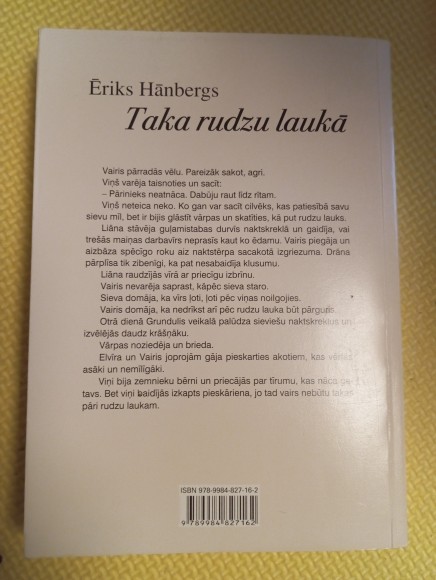 Ēriks Hānbergs
Taka rudzu laukā
Vairis pārradās vēlu. Pareizāk sakot, agri.
Viņš varēja taisnoties un sacīt:
– Pārinieks neatnāca. Dabūju raut līdz rītam.
Viņš neteica neko. Ko gan var sacīt cilvēks, kas patiesībā savu
sievu mīl, bet ir bijis glāstīt vārpas un skatīties, kā put rudzu lauks.
Liāna stāvēja guļamistabas durvīs naktskreklā un gaidīja, vai
trešās maiņas darbavīrs neprasīs kaut ko ēdamu. Vairis piegāja un
aizbāza spēcīgo roku aiz naktstērpa sacakotā izgriezuma. Drāna
pārplīsa tik zibenīgi, ka pat nesabaidīja klusumu.
Liāna raudzījās vīrā ar priecīgu izbrīnu.
Vairis nevarēja saprast, kāpēc sieva staro.
Sieva domāja, ka vīrs ļoti, ļoti pēc viņas noilgojies.
Vairis domāja, ka nedrīkst arī pēc rudzu lauka būt pārguris.
Otrā dienā Grundulis veikalā palūdza sieviešu naktskreklus un
izvēlējās daudz krāšņāku.
Vārpas noziedēja un brieda.
Elvīra un Vairis joprojām gāja pieskarties akotiem, kas
asāki un nemīlīgāki.
Viņi bija zemnieku bērni un priecājās par tīrumu, kas
tavs. Bet viņi baidījās izkapts pieskāriena, jo tad vairs nebūtu takas
pāri rudzu laukam.
ISBN 978-9984-827-16-2
9 789984 827162